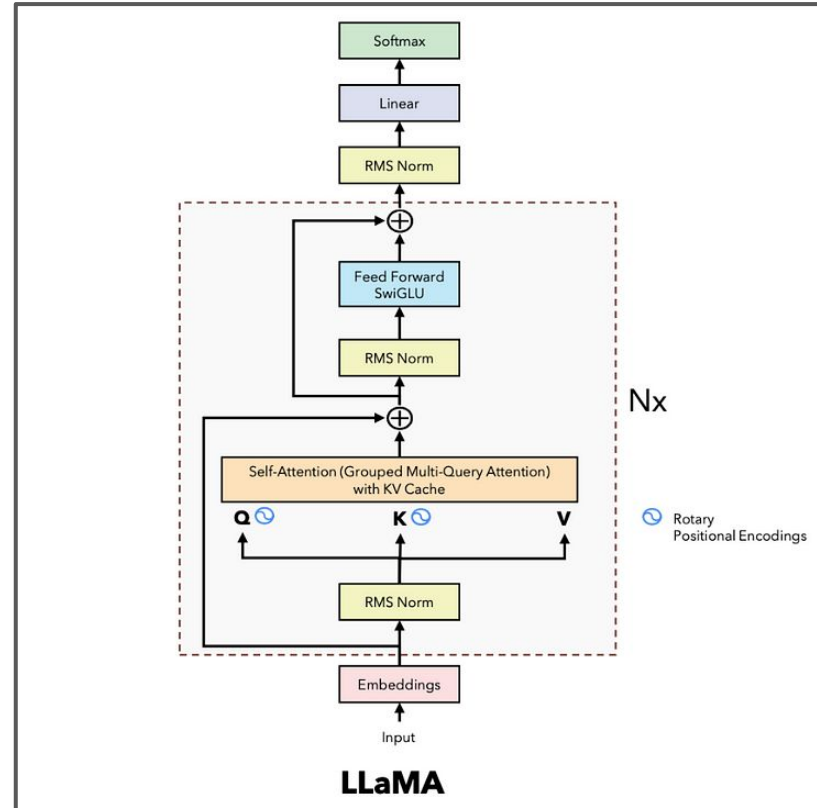 Softmax
Linear
RMS Norm
Feed Forward
SwiGLU
RMS Norm
Nx
Self-Attention (Grouped Multi-Query Attention)
with KV Cache
Q K V
Rotary
Positional Encodings
RMS Norm
Embeddings
Input
LLaMA